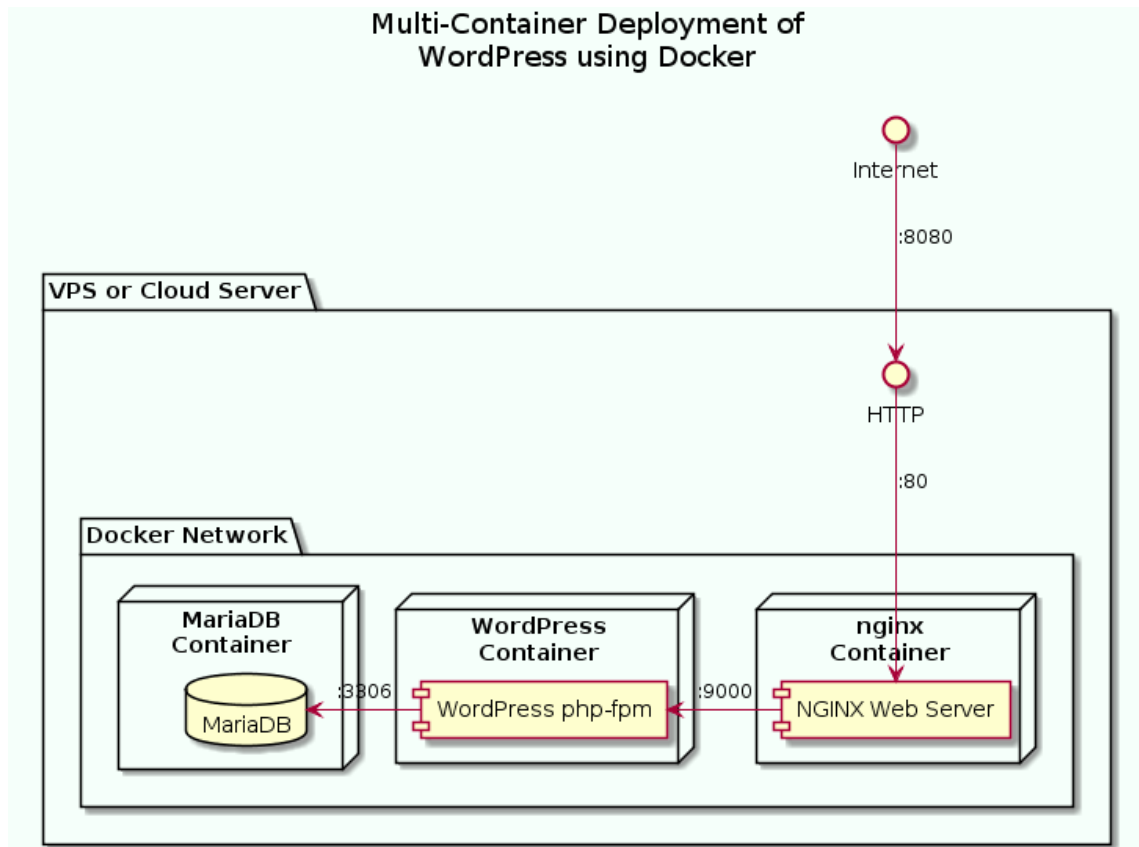 Multi-Container Deployment of
WordPress using Docker
Internet
:8080
VPS or Cloud Server
HTTP
:80
Docker Network
MariaDB
Container
WordPress
Container
nginx
Container
:3306
:9000
MariaDB
WordPress php-fpm
NGINX Web Server